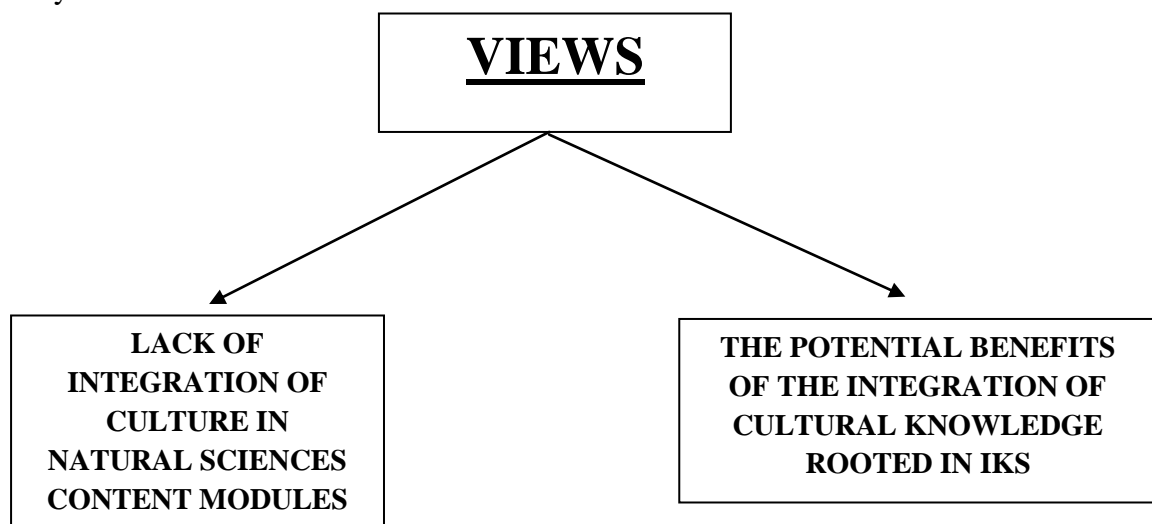 VIEWS
LACK OF
INTEGRATION OF
CULTURE IN
NATURAL SCIENCES
CONTENT MODULES
THE POTENTIAL BENEFITS
OF THE INTEGRATION OF
CULTURAL KNOWLEDGE
ROOTED IN IKS